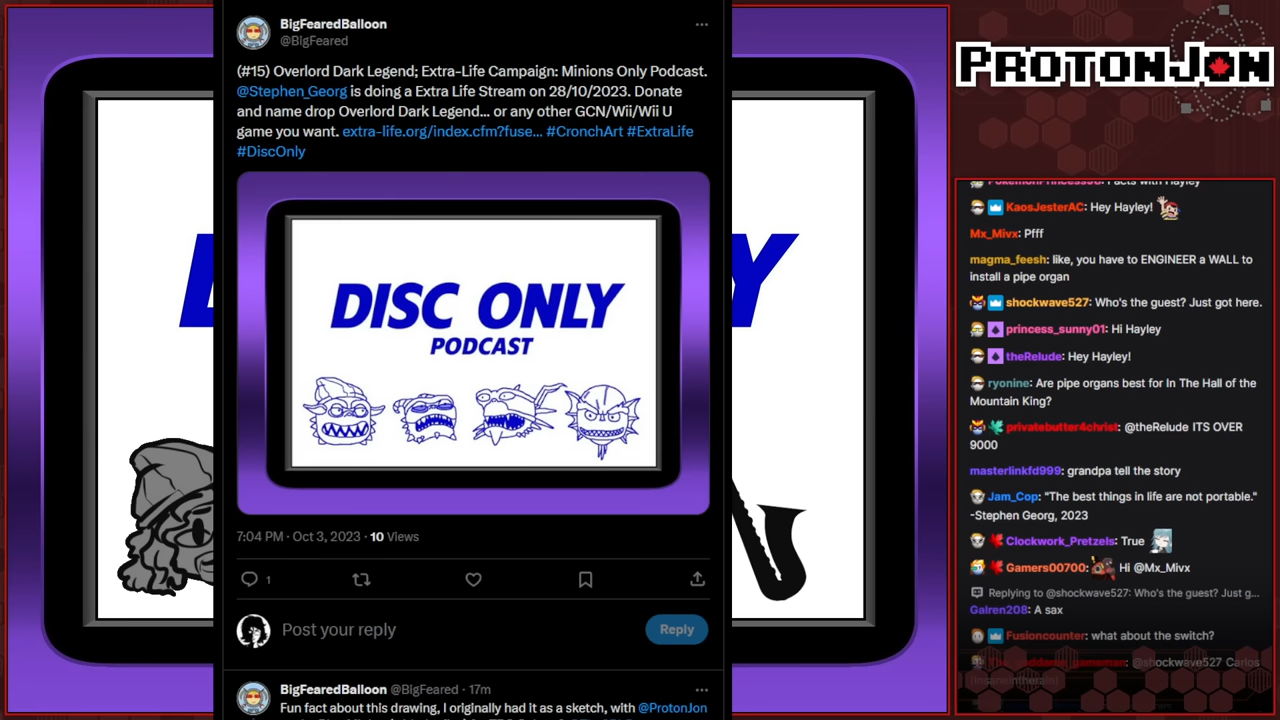 BigFearedBalloon
@BigFeared
(#15) Overlord Dark Legend; Extra-Life Campaign: Minions Only Podcast.
@Stephen_Georg is doing a Extra Life Stream on 28/10/2023. Donate
and name drop Overlord Dark Legend... or any other GCN/Wii/Wii U
game you want. extra-life.org/index.cfm?fuse... #CronchArt #ExtraLife
#DiscOnly
DISC ONLY
PODCAST
7:04 PM · Oct 3, 2023 · 10 Views
1
Post your reply
Reply
BigFearedBalloon @BigFeared · 17m
Fun fact about this drawing, I originally had it as a sketch, with @ProtonJon
Y
PROTONJON
KaosJesterAC: Hey Hayley!
Mx_Mivx: Pfff
magma_feesh: like, you have to ENGINEER a WALL to
install a pipe organ
shockwave527: Who's the guest? Just got here.
princess_sunny01: Hi Hayley
theRelude: Hey Hayley!
ryonine: Are pipe organs best for In The Hall of the
Mountain King?
privatebutter4christ: @theRelude ITS OVER
9000
masterlinkfd999: grandpa tell the story
Jam_Cop: "The best things in life are not portable."
-Stephen Georg, 2023
Clockwork_Pretzels: True
Gamers00700: Hi @Mx_Mivx
Replying to @shockwave527: Who's the guest? Just g...
Galren208: A sax
Fusioncounter: what about the switch?
@shockwave527 Carlos
(insaneintherain)